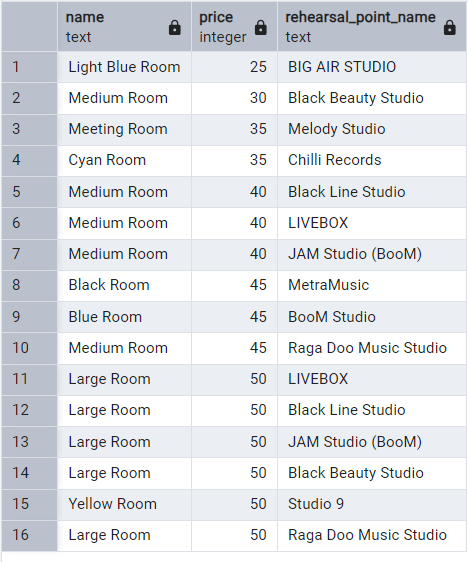 name price rehearsal_point_name
text integer text
1 Light Blue Room 25 BIG AIR STUDIO
2 Medium Room 30 Black Beauty Studio
3 Meeting Room 35 Melody Studio
4 Cyan Room 35 Chilli Records
5 Medium Room 40 Black Line Studio
6 Medium Room 40 LIVEBOX
7 Medium Room 40 JAM Studio (BooM)
8 Black Room 45 MetraMusic
9 Blue Room 45 BooM Studio
10 Medium Room 45 Raga Doo Music Studio
11 Large Room 50 LIVEBOX
12 Large Room 50 Black Line Studio
13 Large Room 50 JAM Studio (BooM)
14 Large Room 50 Black Beauty Studio
15 Yellow Room 50 Studio 9
16 Large Room 50 Raga Doo Music Studio